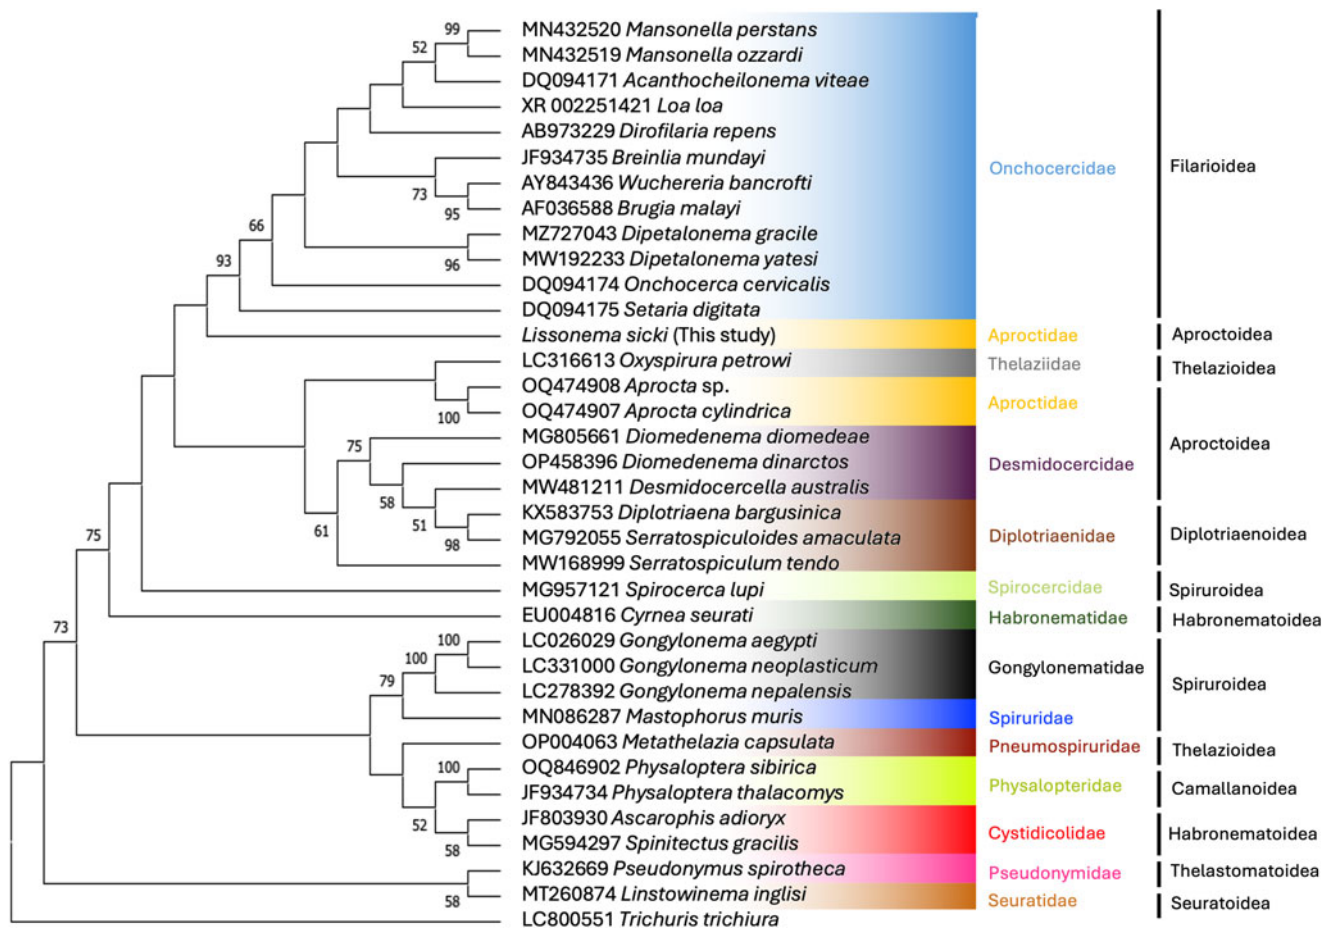 99
MN432520 Mansonella perstans
52
MN432519 Mansonella ozzardi
DQ094171 Acanthocheilonema viteae
XR 002251421 Loa loa
AB973229 Dirofilaria repens
JF934735 Breinlia mundayi
Onchocercidae
Filarioidea
73
AY843436 Wuchereria bancrofti
95
AF036588 Brugia malayi
66
MZ727043 Dipetalonema gracile
93
96
MW192233 Dipetalonema yatesi
DQ094174 Onchocerca cervicalis
DQ094175 Setaria digitata
Lissonema sicki (This study)
Aproctidae
Aproctoidea
LC316613 Oxyspirura petrowi
Thelaziidae
Thelazioidea
OQ474908 Aprocta sp.
Aproctidae
100
OQ474907 Aprocta cylindrica
75
MG805661 Diomedenema diomedeae
Aproctoidea
OP458396 Diomedenema dinarctos
Desmidocercidae
58
MW481211 Desmidocercella australis
61
51
KX583753 Diplotriaena bargusinica
98
MG792055 Serratospiculoides amaculata
Diplotriaenidae
Diplotriaenoidea
75
MW168999 Serratospiculum tendo
MG957121 Spirocerca lupi
Spirocercidae
Spiruroidea
EU004816 Cyrnea seurati
Habronematidae
Habronematoidea
73
100
LC026029 Gongylonema aegypti
100
LC331000 Gongylonema neoplasticum
Gongylonematidae
79
LC278392 Gongylonema nepalensis
Spiruroidea
MN086287 Mastophorus muris
Spiruridae
OP004063 Metathelazia capsulata
Pneumospiruridae
Thelazioidea
100
OQ846902 Physaloptera sibirica
Physalopteridae
Camallanoidea
JF934734 Physaloptera thalacomys
52
JF803930 Ascarophis adioryx
Cystidicolidae
Habronematoidea
58
MG594297 Spinitectus gracilis
KJ632669 Pseudonymus spirotheca
Pseudonymidae
Thelastomatoidea
58
MT260874 Linstowinema inglisi
Seuratidae
Seuratoidea
LC800551 Trichuris trichiura